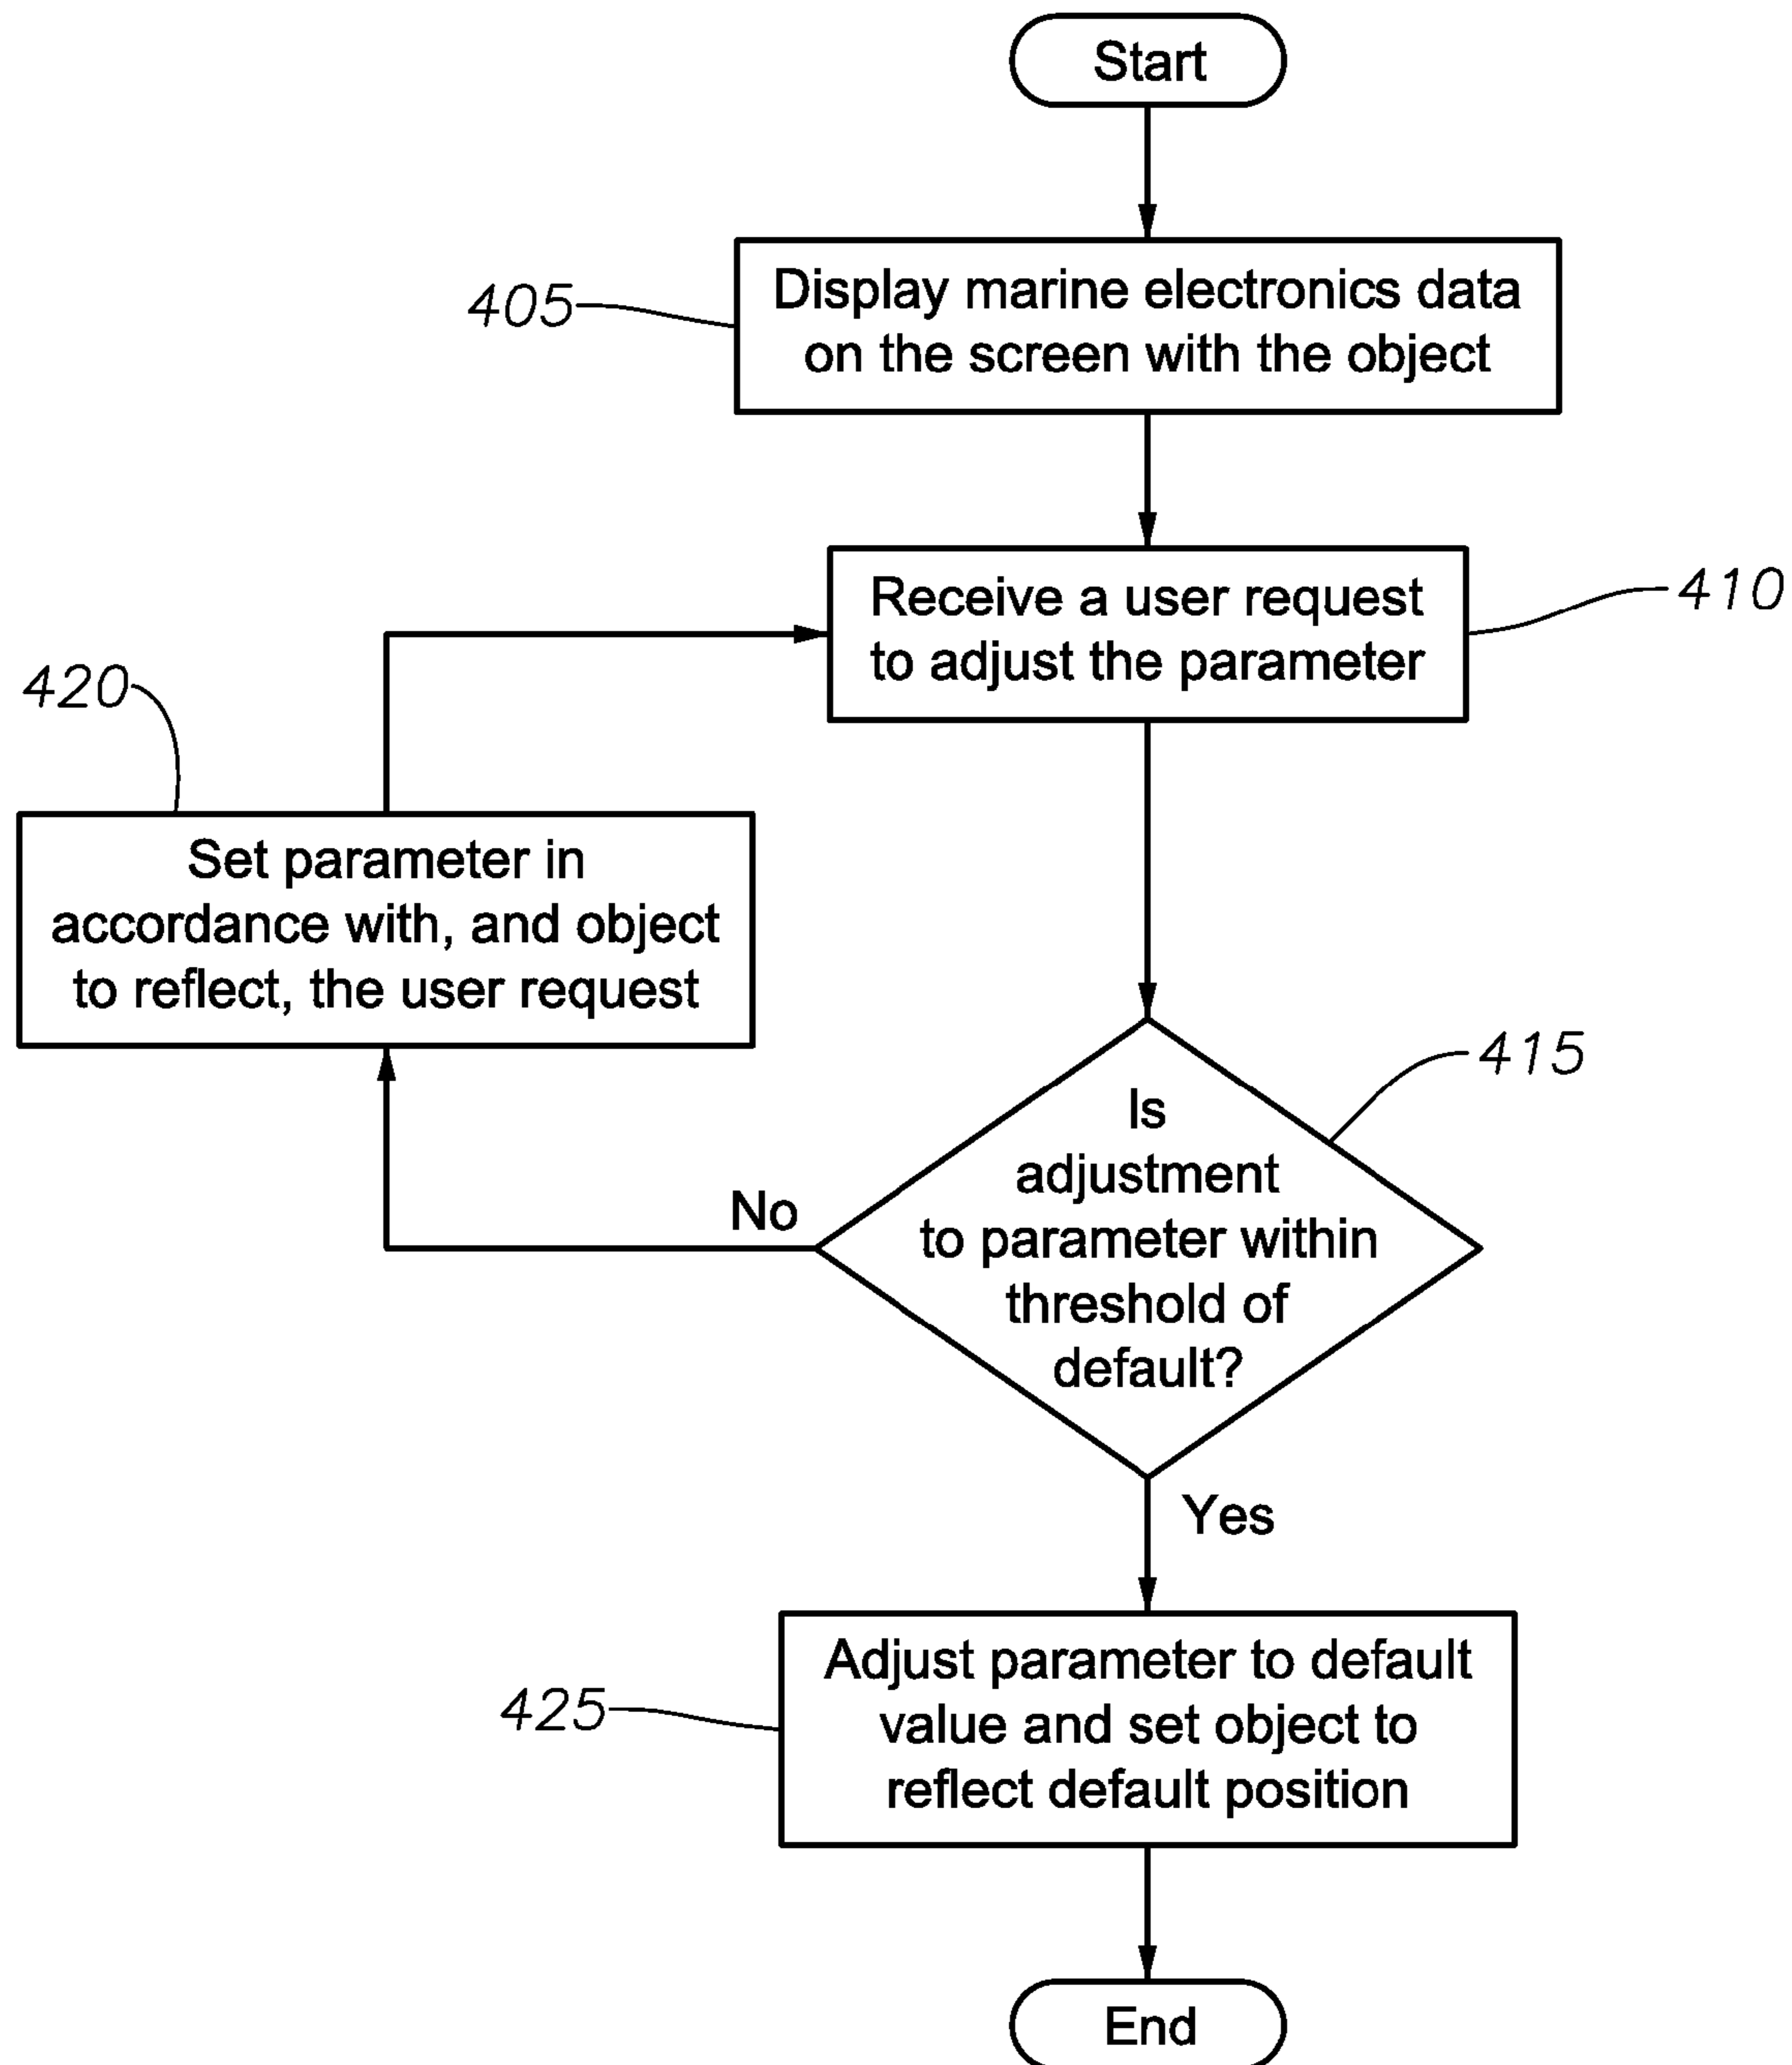 Start
405
Display marine electronics data
on the screen with the object
Receive a user request
to adjust the parameter
410
420
Set parameter in
accordance with, and object
to reflect, the user request
415
Is
adjustment
to parameter within
threshold of
default?
No
Yes
425
Adjust parameter to default
value and set object to
reflect default position
End